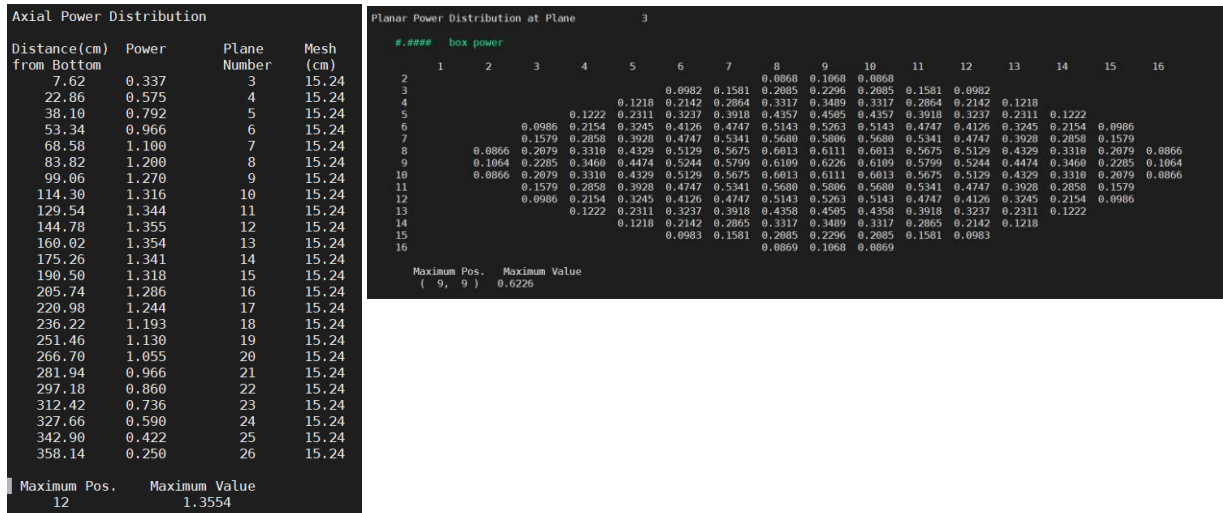 Axial Power Distribution
Distance(cm) Power Plane Mesh
from Bottom Number (cm)
7.62 0.337 3 15.24
22.86 0.575 4 15.24
38.10 0.792 5 15.24
53.34 0.966 6 15.24
68.58 1.100 7 15.24
83.82 1.200 8 15.24
99.06 1.270 9 15.24
114.30 1.316 10 15.24
129.54 1.344 11 15.24
144.78 1.355 12 15.24
160.02 1.354 13 15.24
175.26 1.341 14 15.24
190.50 1.318 15 15.24
205.74 1.286 16 15.24
220.98 1.244 17 15.24
236.22 1.193 18 15.24
251.46 1.130 19 15.24
266.70 1.055 20 15.24
281.94 0.966 21 15.24
297.18 0.860 22 15.24
312.42 0.736 23 15.24
327.66 0.590 24 15.24
342.90 0.422 25 15.24
358.14 0.250 26 15.24
Maximum Pos. Maximum Value
12 1.3554
Planar Power Distribution at Plane 3
#.#### box power
1 2 3 4 5 6 7 8 9 10 11 12 13 14 15 16
2 0.0868 0.1068 0.0868
3 0.0982 0.1581 0.2085 0.2296 0.2085 0.1581 0.0982
4 0.1218 0.2142 0.2864 0.3317 0.3489 0.3317 0.2864 0.2142 0.1218
5 0.1222 0.2311 0.3237 0.3918 0.4357 0.4505 0.4357 0.3918 0.3237 0.2311 0.1222
6 0.0986 0.2154 0.3245 0.4126 0.4747 0.5143 0.5263 0.5143 0.4747 0.4126 0.3245 0.2154 0.0986
7 0.1579 0.2858 0.3928 0.4747 0.5341 0.5680 0.5806 0.5680 0.5341 0.4747 0.3928 0.2858 0.1579
8 0.0866 0.2079 0.3310 0.4329 0.5129 0.5675 0.6013 0.6111 0.6013 0.5675 0.5129 0.4329 0.3310 0.2079 0.0866
9 0.1064 0.2285 0.3460 0.4474 0.5244 0.5799 0.6109 0.6226 0.6109 0.5799 0.5244 0.4474 0.3460 0.2285 0.1064
10 0.0866 0.2079 0.3310 0.4329 0.5129 0.5675 0.6013 0.6111 0.6013 0.5675 0.5129 0.4329 0.3310 0.2079 0.0866
11 0.1579 0.2858 0.3928 0.4747 0.5341 0.5680 0.5806 0.5680 0.5341 0.4747 0.3928 0.2858 0.1579
12 0.0986 0.2154 0.3245 0.4126 0.4747 0.5143 0.5263 0.5143 0.4747 0.4126 0.3245 0.2154 0.0986
13 0.1222 0.2311 0.3237 0.3918 0.4358 0.4505 0.4358 0.3918 0.3237 0.2311 0.1222
14 0.1218 0.2142 0.2865 0.3317 0.3489 0.3317 0.2865 0.2142 0.1218
15 0.0983 0.1581 0.2085 0.2296 0.2085 0.1581 0.0983
16 0.0869 0.1068 0.0869
Maximum Pos. Maximum Value
( 9, 9 ) 0.6226